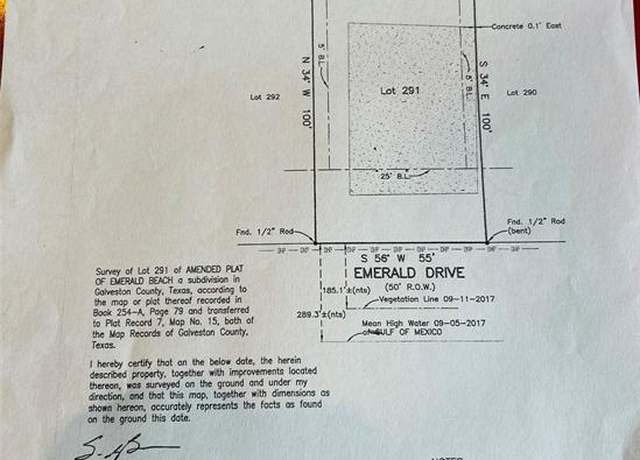 Concrete 0.1' East
5' B.L.
N 34° W 100'
Lot 291
5' B.L.
S 34° E 100'
Lot 292
Lot 290
25' B.L.
Fnd. 1/2" Rod
Fnd. 1/2" Rod
(bent)
S 56° W 55'
EMERALD DRIVE
(50' R.O.W.)
185.1'±(nts)
Vegetation Line 09-11-2017
289.3'±(nts)
Mean High Water 09-05-2017
of GULF OF MEXICO
Survey of Lot 291 of AMENDED PLAT
OF EMERALD BEACH a subdivision in
Galveston County, Texas, according to
the map or plat thereof recorded in
Book 254-A, Page 79 and transferred
to Plat Record 7, Map No. 15, both of
the Map Records of Galveston County,
Texas.
I hereby certify that on the below date, the herein
described property, together with improvements located
thereon, was surveyed on the ground and under my
direction, and that this map, together with dimensions as
shown hereon, accurately represents the facts as found
on the ground this date.
NOTES